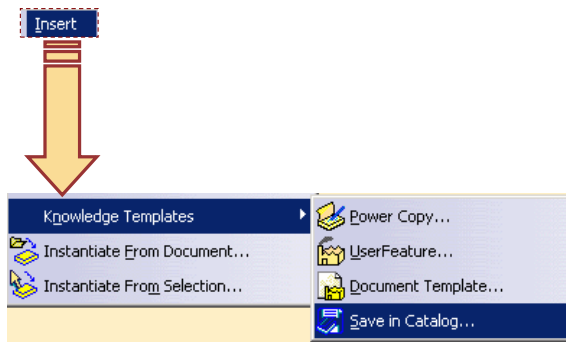 Insert
Knowledge Templates
Instantiate From Document...
Instantiate From Selection...
Power Copy...
UserFeature...
Document Template...
Save in Catalog...